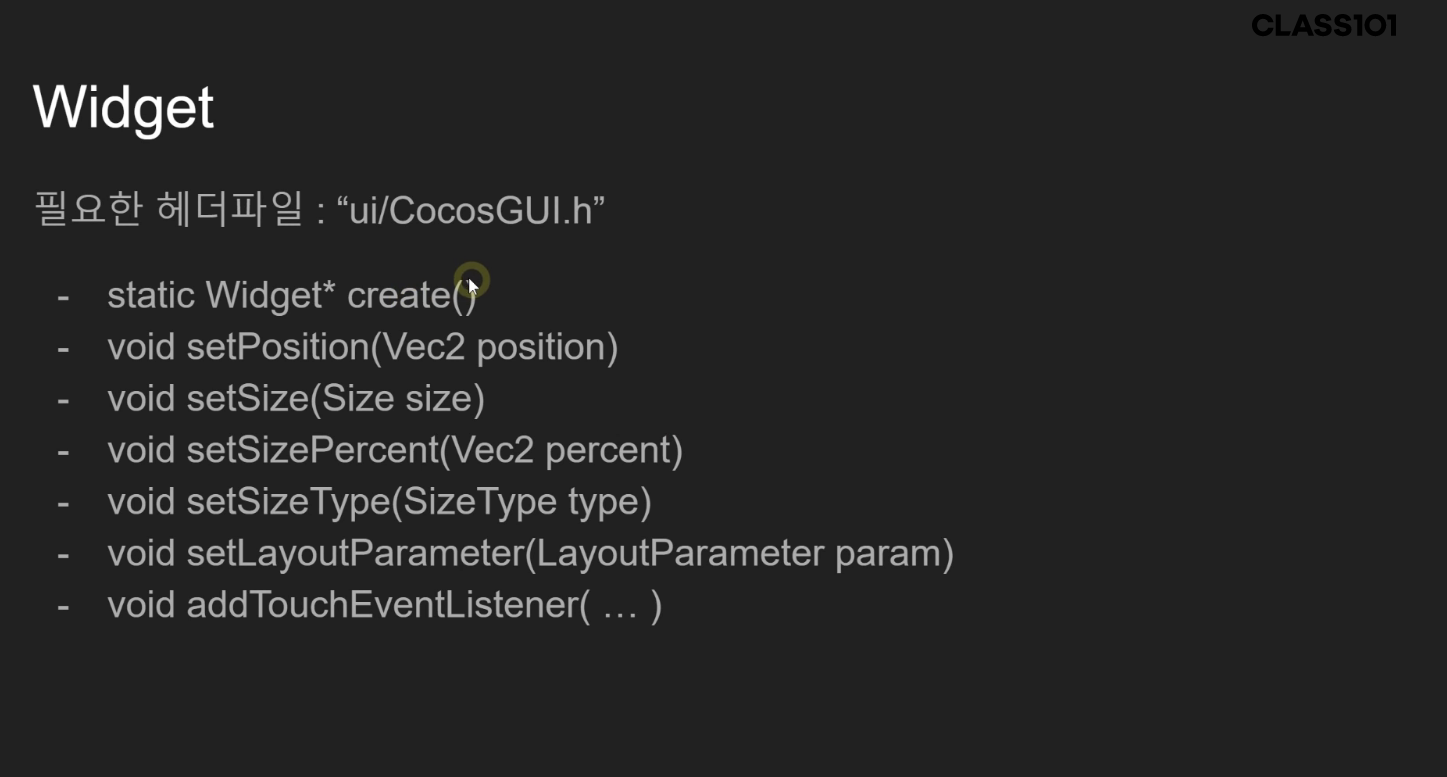 CLASS101
Widget
필요한 헤더파일 : “ui/CocosGUI.h”
- static Widget* create()
- void setPosition(Vec2 position)
- void setSize(Size size)
- void setSizePercent(Vec2 percent)
- void setSizeType(SizeType type)
- void setLayoutParameter(LayoutParameter param)
- void addTouchEventListener( … )